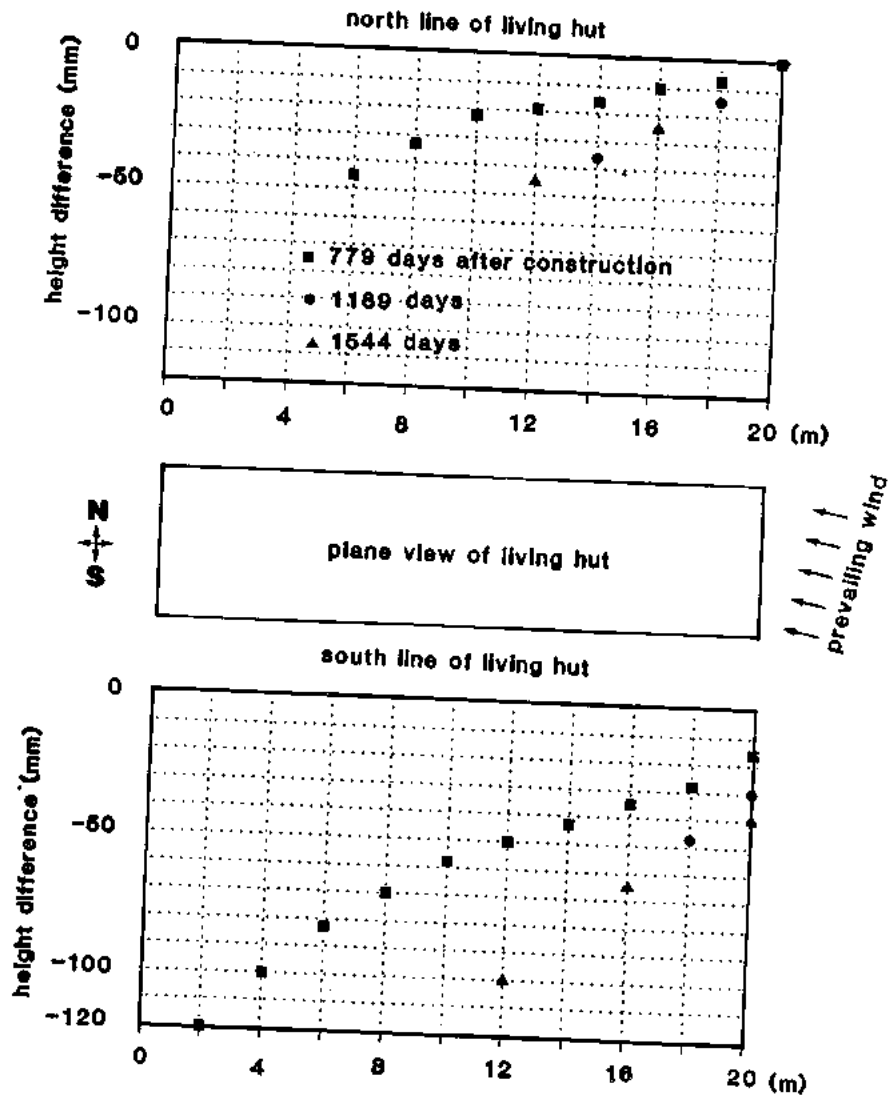 north line of living hut
0
-50
-100
height difference (mm)
■ 779 days after construction
● 1189 days
▲ 1544 days
0 4 8 12 16 20 (m)
N
S
plane view of living hut
prevailing wind
south line of living hut
0
-50
-100
-120
height difference (mm)
0 4 8 12 16 20 (m)